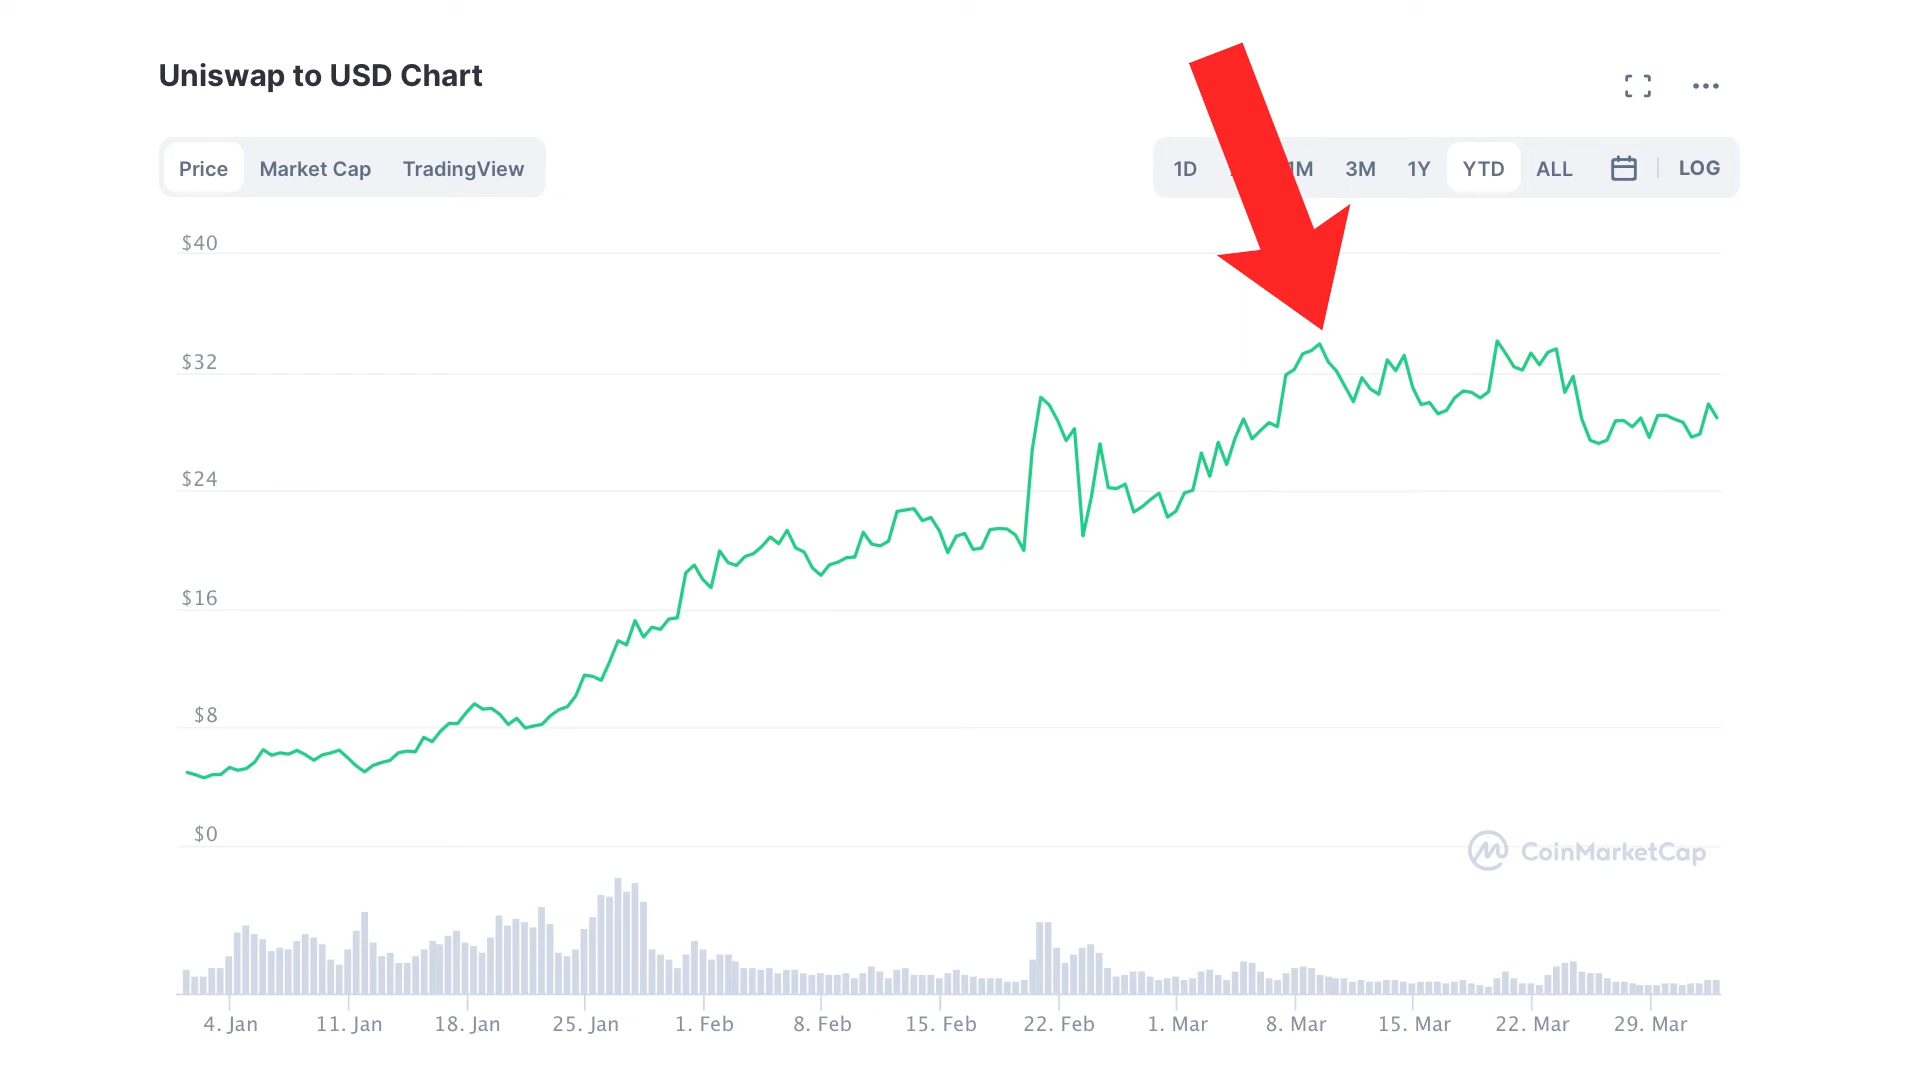 Uniswap to USD Chart
Price Market Cap TradingView
1D 1M 3M 1Y YTD ALL LOG
$40
$32
$24
$16
$8
$0
CoinMarketCap
4. Jan 11. Jan 18. Jan 25. Jan 1. Feb 8. Feb 15. Feb 22. Feb 1. Mar 8. Mar 15. Mar 22. Mar 29. Mar